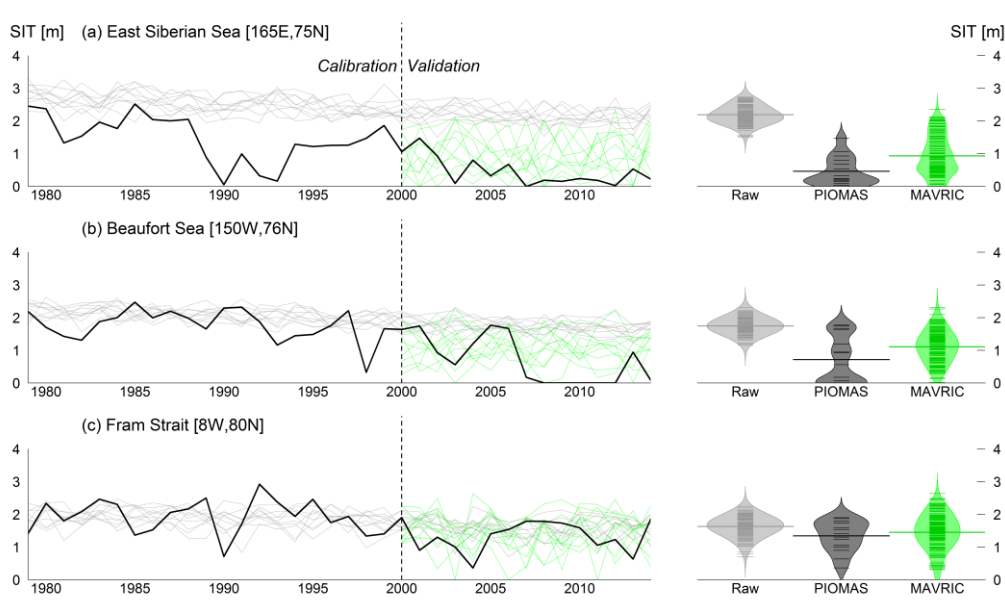 SIT [m] (a) East Siberian Sea [165E,75N] SIT [m]
Calibration Validation
4 4
3 3
2 2
1 1
0 0
1980 1985 1990 1995 2000 2005 2010 Raw PIOMAS MAVRIC
(b) Beaufort Sea [150W,76N]
4 4
3 3
2 2
1 1
0 0
1980 1985 1990 1995 2000 2005 2010 Raw PIOMAS MAVRIC
(c) Fram Strait [8W,80N]
4 4
3 3
2 2
1 1
0 0
1980 1985 1990 1995 2000 2005 2010 Raw PIOMAS MAVRIC